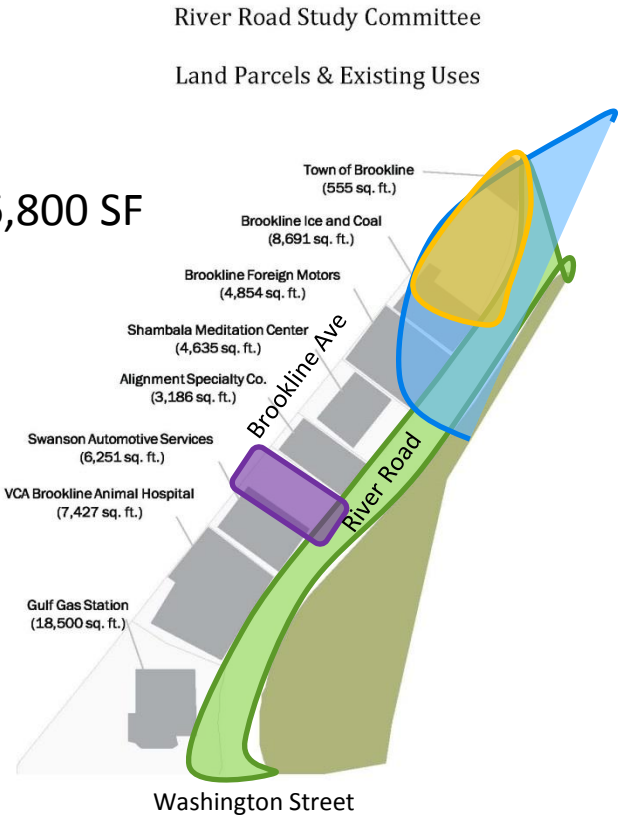 River Road Study Committee
Land Parcels & Existing Uses
,800 SF
Town of Brookline
(555 sq. ft.)
Brookline Ice and Coal
(8,691 sq. ft.)
Brookline Foreign Motors
(4,854 sq. ft.)
Shambala Meditation Center
(4,635 sq. ft.)
Alignment Specialty Co.
(3,186 sq. ft.)
Swanson Automotive Services
(6,251 sq. ft.)
VCA Brookline Animal Hospital
(7,427 sq. ft.)
Gulf Gas Station
(18,500 sq. ft.)
Brookline Ave
River Road
Washington Street